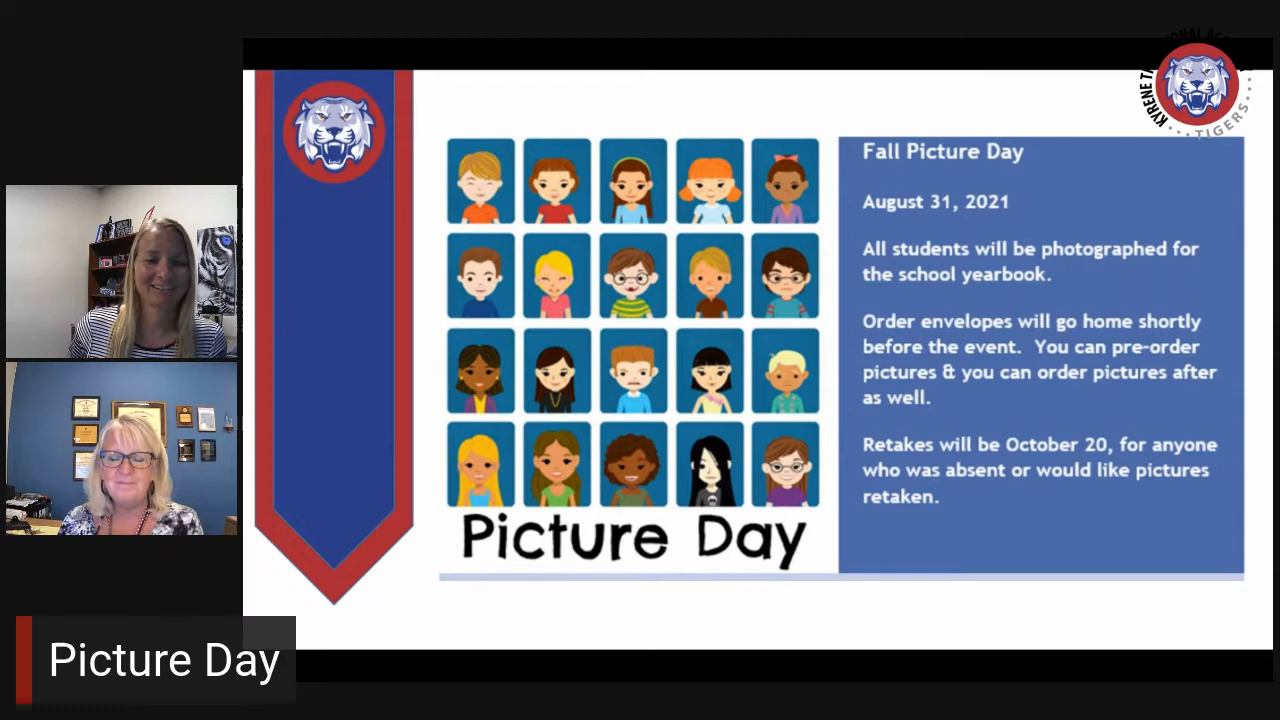 KYRENE
TIGERS
Fall Picture Day
August 31, 2021
All students will be photographed for
the school yearbook.
Order envelopes will go home shortly
before the event. You can pre-order
pictures & you can order pictures after
as well.
Retakes will be October 20, for anyone
who was absent or would like pictures
retaken.
Picture Day
Picture Day